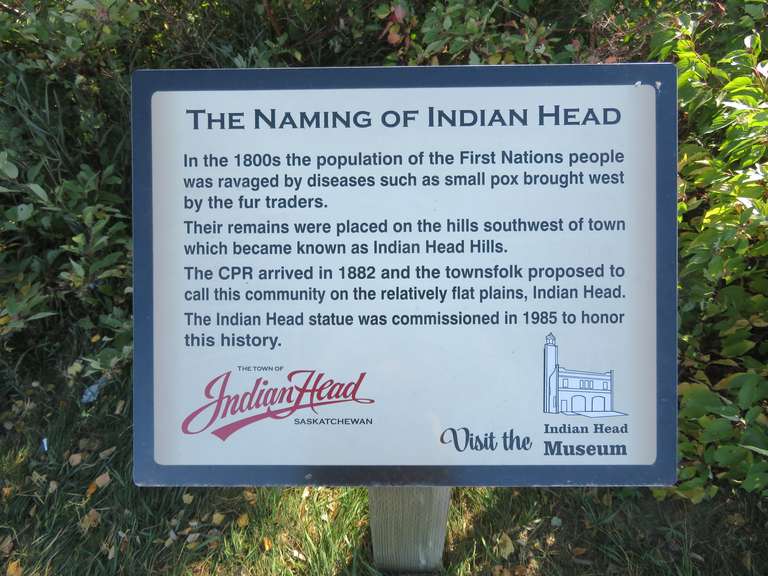 The Naming of Indian Head
In the 1800s the population of the First Nations people
was ravaged by diseases such as small pox brought west
by the fur traders.
Their remains were placed on the hills southwest of town
which became known as Indian Head Hills.
The CPR arrived in 1882 and the townsfolk proposed to
call this community on the relatively flat plains, Indian Head.
The Indian Head statue was commissioned in 1985 to honor
this history.
THE TOWN OF
Indian Head
SASKATCHEWAN
Visit the
Indian Head
Museum